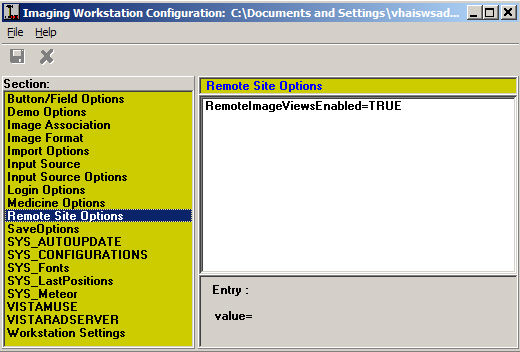 Imaging Workstation Configuration: C:\Documents and Settings\vhaiswsad...
File Help
Section:
Button/Field Options
Demo Options
Image Association
Image Format
Import Options
Input Source
Input Source Options
Login Options
Medicine Options
Remote Site Options
SaveOptions
SYS_AUTOUPDATE
SYS_CONFIGURATIONS
SYS_Fonts
SYS_LastPositions
SYS_Meteor
VISTAMUSE
VISTARADSERVER
Workstation Settings
Remote Site Options
RemoteImageViewsEnabled=TRUE
Entry :
value=